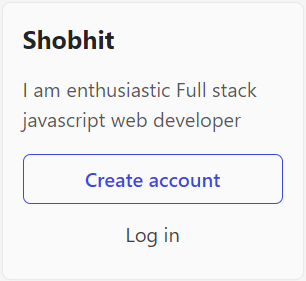 Shobhit
I am enthusiastic Full stack
javascript web developer
Create account
Log in